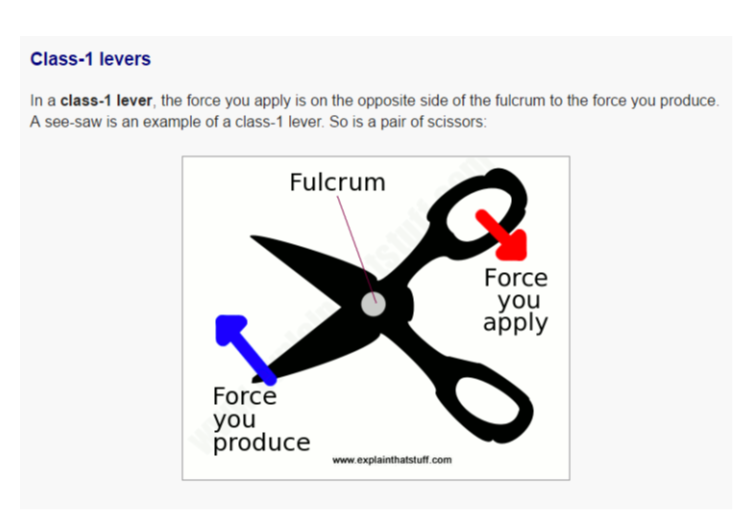 Class-1 levers
In a class-1 lever, the force you apply is on the opposite side of the fulcrum to the force you produce.
A see-saw is an example of a class-1 lever. So is a pair of scissors:
Fulcrum
Force
you
apply
Force
you
produce
www.explainthatstuff.com